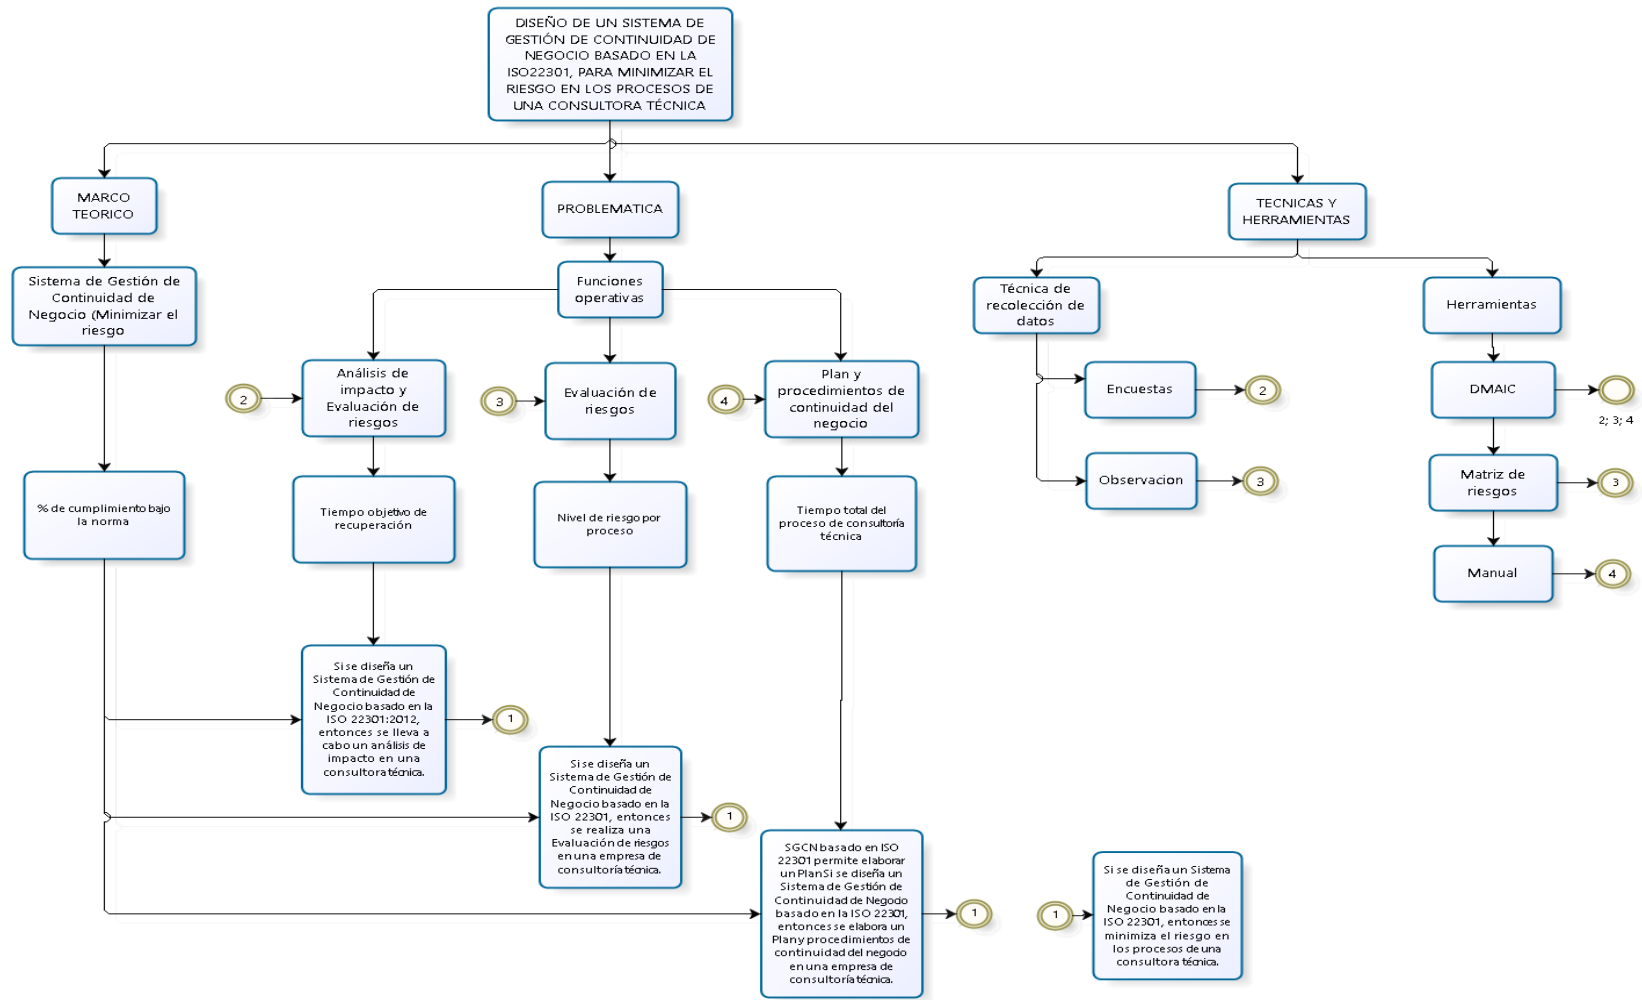 DISEÑO DE UN SISTEMA DE
GESTIÓN DE CONTINUIDAD DE
NEGOCIO BASADO EN LA
ISO22301, PARA MINIMIZAR EL
RIESGO EN LOS PROCESOS DE
UNA CONSULTORA TÉCNICA
MARCO
TEORICO
PROBLEMATICA
TECNICAS Y
HERRAMIENTAS
Sistema de Gestión de
Continuidad de
Negocio (Minimizar el
riesgo
Funciones
operativas
Técnica de
recolección de
datos
Herramientas
2
Análisis de
impacto y
Evaluación de
riesgos
3
Evaluación de
riesgos
4
Plan y
procedimientos de
continuidad del
negocio
Encuestas
2
DMAIC
2; 3; 4
% de cumplimiento bajo
la norma
Tiempo objetivo de
recuperación
Nivel de riesgo por
proceso
Tiempo total del
proceso de consultoría
técnica
Observacion
3
Matriz de
riesgos
3
Manual
4
Si se diseña un
Sistema de Gestión de
Continuidad de
Negocio basado en la
ISO 22301:2012,
entonces se lleva a
cabo un análisis de
impacto en una
consultora técnica.
1
Si se diseña un
Sistema de Gestión de
Continuidad de
Negocio basado en la
ISO 22301, entonces
se realiza una
Evaluación de riesgos
en una empresa de
consultoría técnica.
1
SGCN basado en ISO
22301 permite elaborar
un PlanSi se diseña un
Sistema de Gestión de
Continuidad de Negocio
basado en la ISO 22301,
entonces se elabora un
Plan y procedimientos de
continuidad del negocio
en una empresa de
consultoría técnica.
1
1
Si se diseña un Sistema
de Gestión de
Continuidad de
Negocio basado en la
ISO 22301, entonces se
minimiza el riesgo en
los procesos de una
consultora técnica.